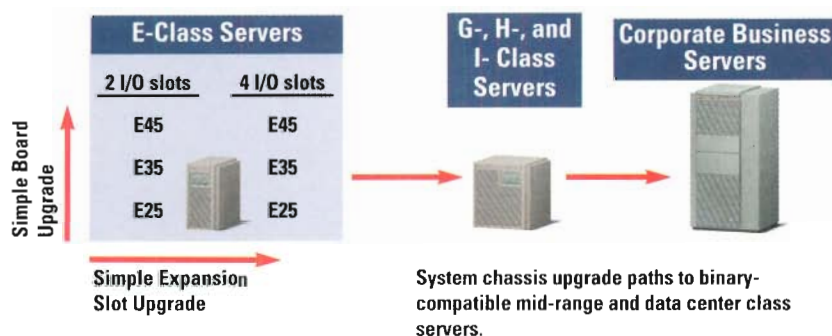 E-Class Servers
2 I/O slots 4 I/O slots
E45 E45
E35 E35
E25 E25
Simple Board
Upgrade
Simple Expansion
Slot Upgrade
G-, H-, and
I- Class
Servers
Corporate Business
Servers
System chassis upgrade paths to binary-
compatible mid-range and data center class
servers.